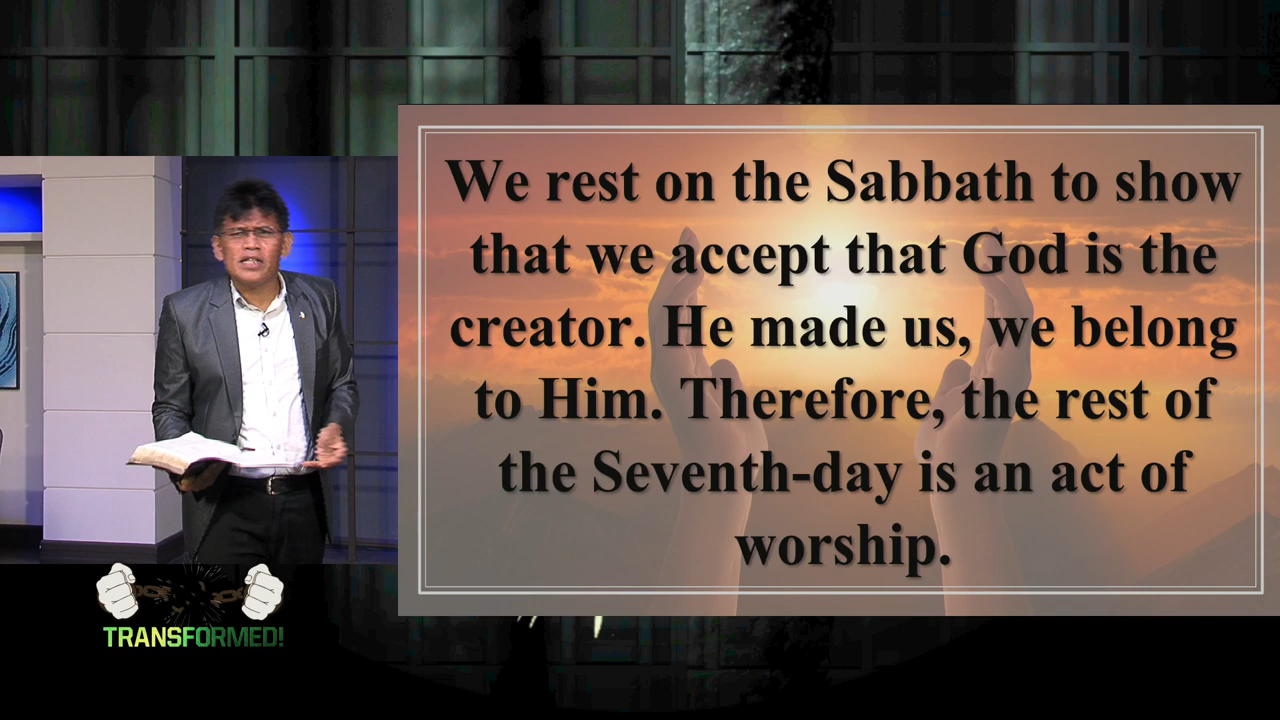 We rest on the Sabbath to show
that we accept that God is the
creator. He made us, we belong
to Him. Therefore, the rest of
the Seventh-day is an act of
worship.
TRANSFORMED!